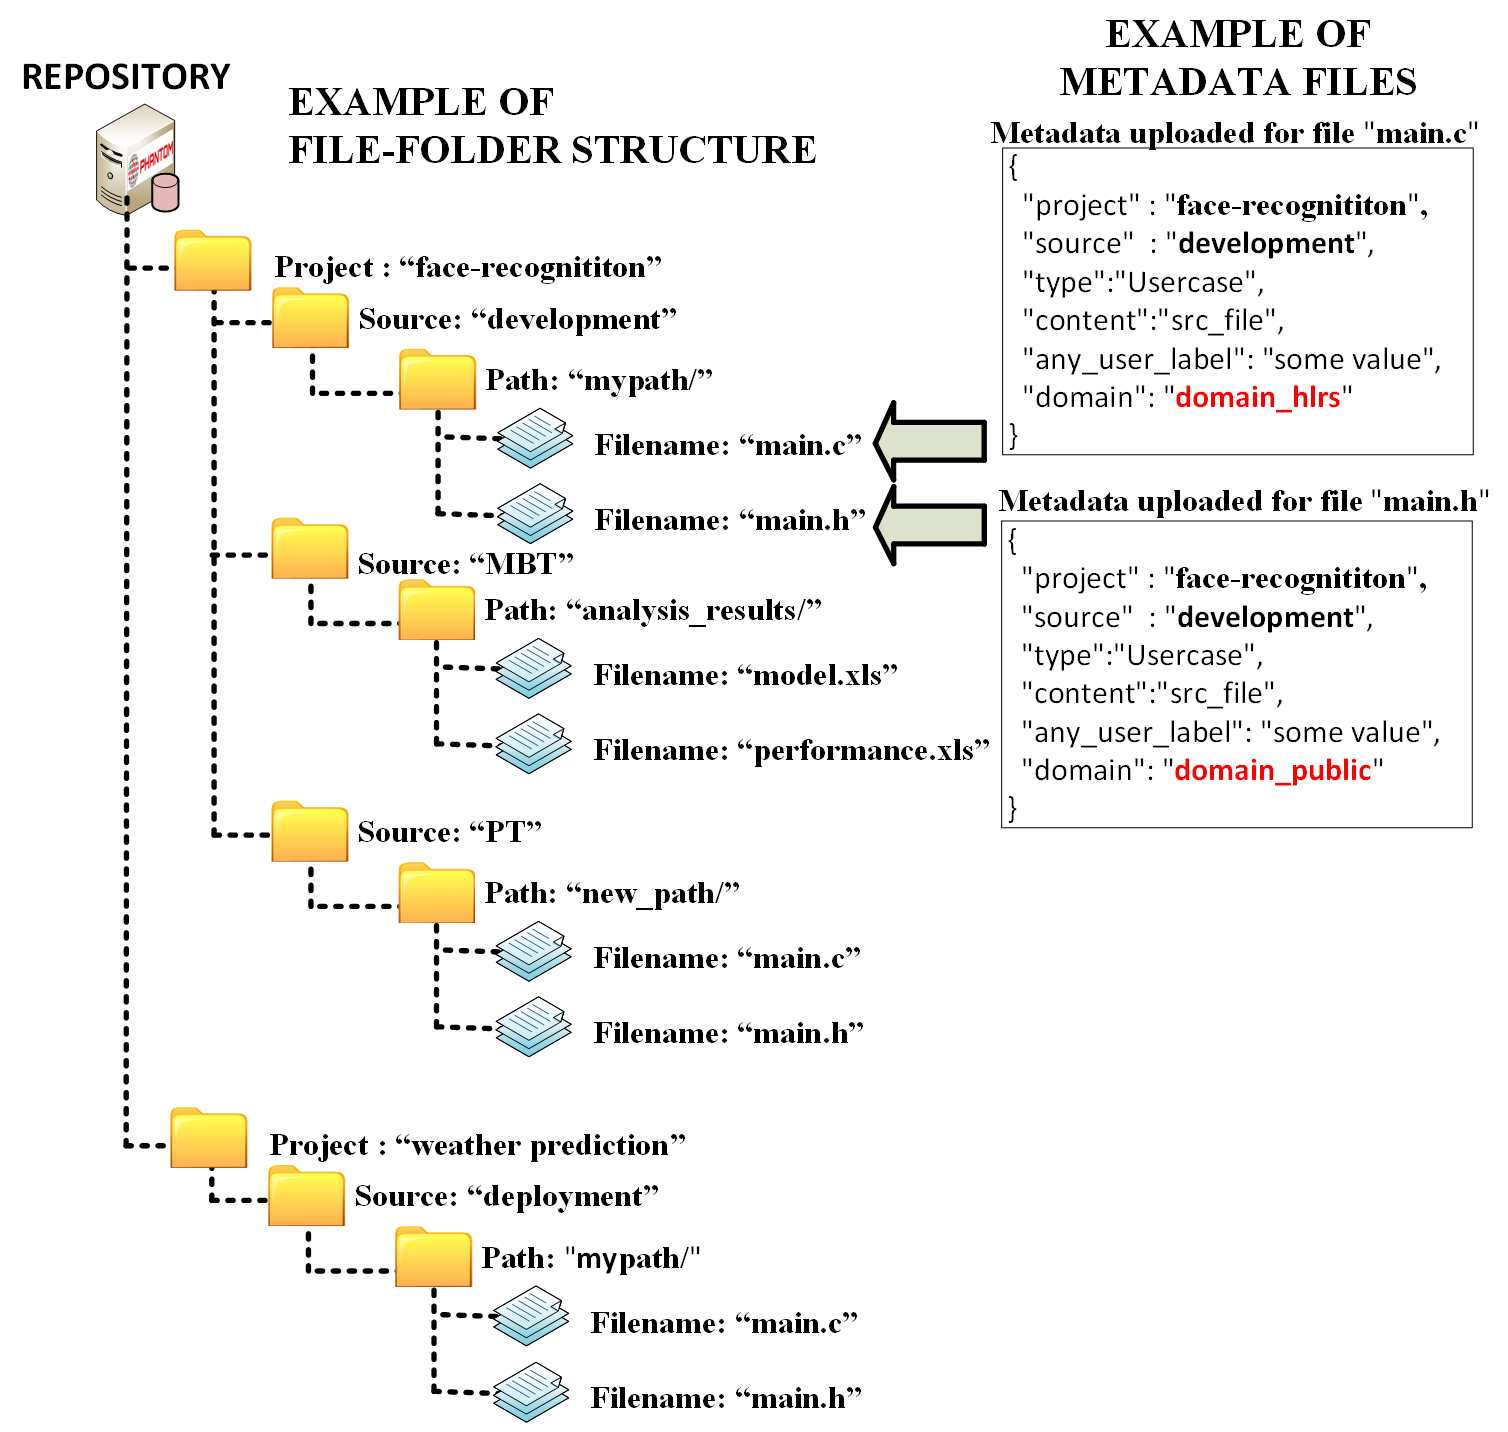 REPOSITORY
PHANTOM
EXAMPLE OF
FILE-FOLDER STRUCTURE
Project : “face-recognititon”
Source: “development”
Path: “mypath/”
Filename: “main.c”
Filename: “main.h”
Source: “MBT”
Path: “analysis_results/”
Filename: “model.xls”
Filename: “performance.xls”
Source: “PT”
Path: “new_path/”
Filename: “main.c”
Filename: “main.h”
Project : “weather prediction”
Source: “deployment”
Path: "mypath/"
Filename: “main.c”
Filename: “main.h”
EXAMPLE OF
METADATA FILES
Metadata uploaded for file "main.c"
{
"project" : "face-recognititon",
"source" : "development",
"type":"Usercase",
"content":"src_file",
"any_user_label": "some value",
"domain": "domain_hlrs"
}
Metadata uploaded for file "main.h"
{
"project" : "face-recognititon",
"source" : "development",
"type":"Usercase",
"content":"src_file",
"any_user_label": "some value",
"domain": "domain_public"
}